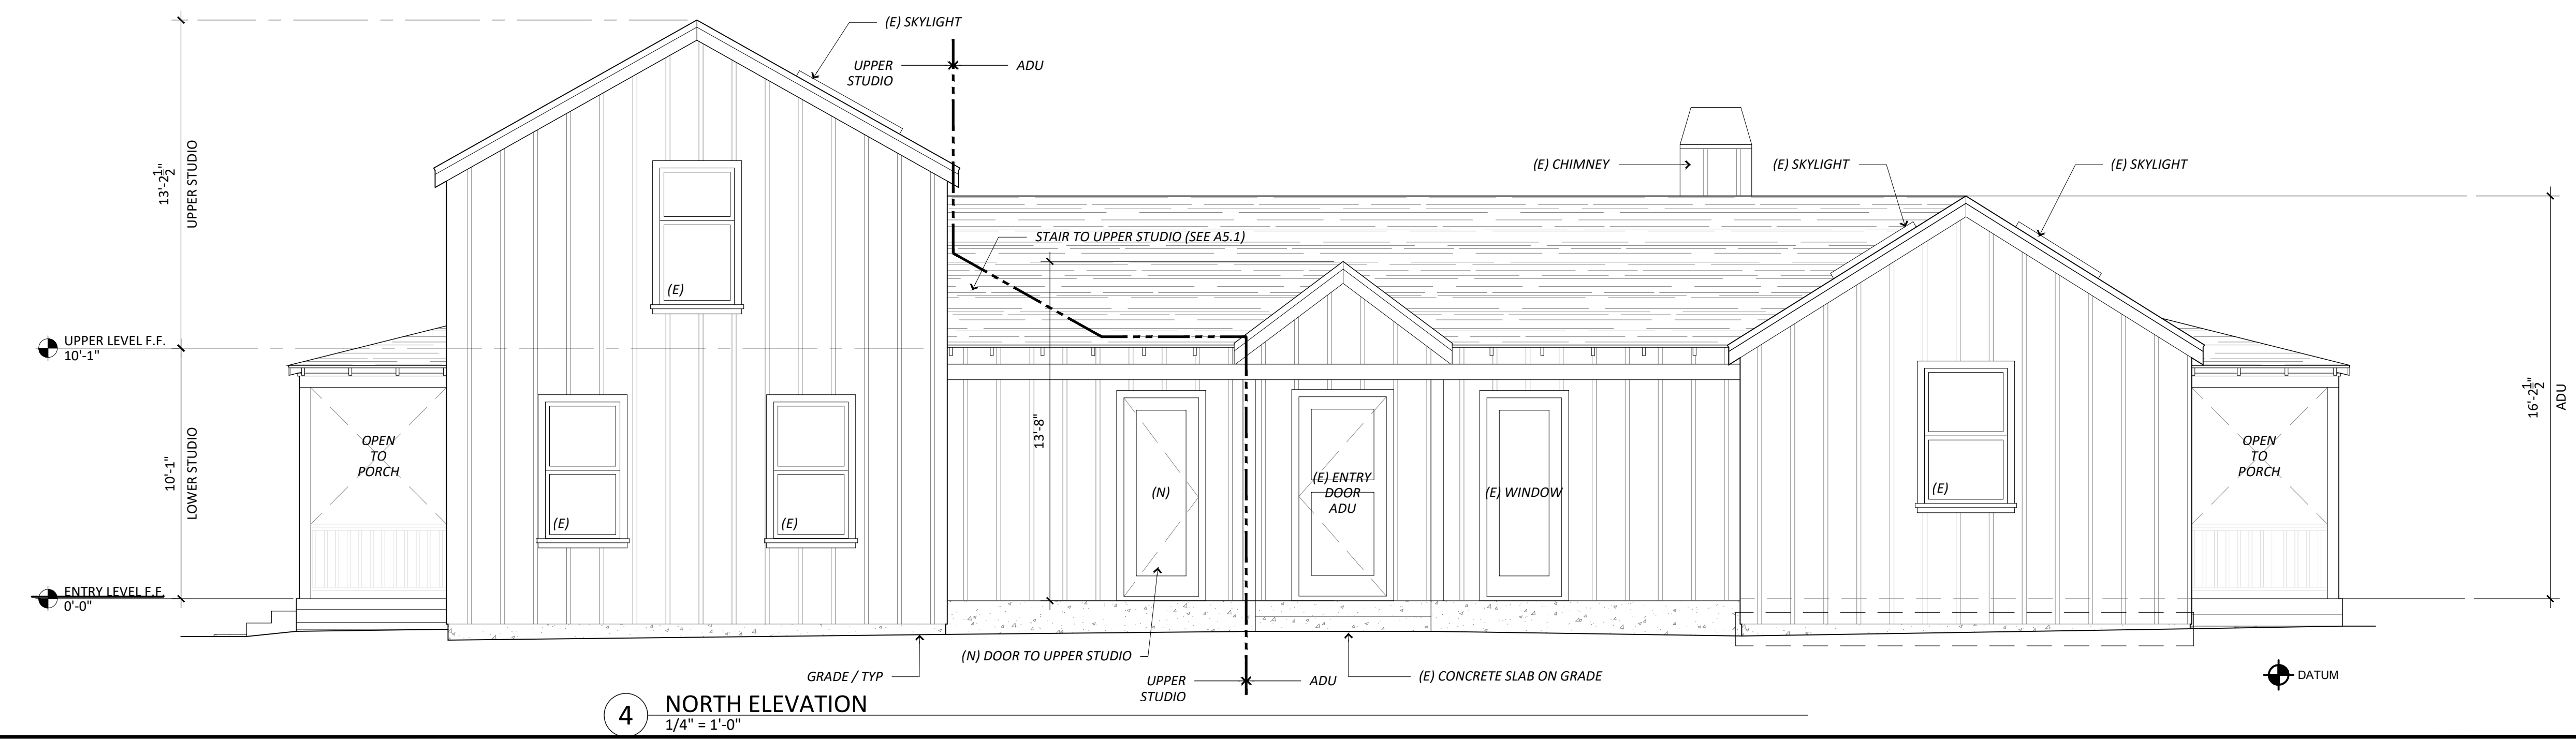 (E) SKYLIGHT
UPPER
STUDIO
ADU
13'-2 1/2"
UPPER STUDIO
(E) CHIMNEY
(E) SKYLIGHT
(E) SKYLIGHT
STAIR TO UPPER STUDIO (SEE A5.1)
(E)
UPPER LEVEL F.F.
10'-1"
16'-2 1/2"
ADU
10'-1"
LOWER STUDIO
OPEN
TO
PORCH
13'-8"
OPEN
TO
PORCH
(E)
(E)
(N)
(E) ENTRY
DOOR
ADU
(E) WINDOW
(E)
ENTRY LEVEL F.F.
0'-0"
(N) DOOR TO UPPER STUDIO
GRADE / TYP
UPPER
STUDIO
ADU
(E) CONCRETE SLAB ON GRADE
DATUM
4
NORTH ELEVATION
1/4" = 1'-0"